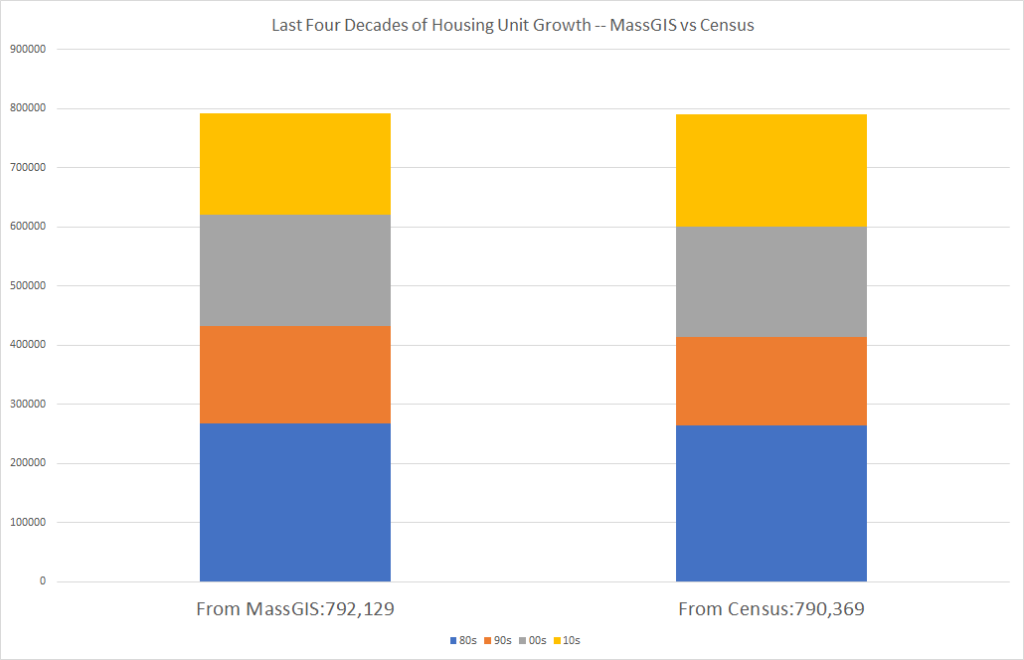 Last Four Decades of Housing Unit Growth -- MassGIS vs Census
900000
800000
700000
600000
500000
400000
300000
200000
100000
0
From MassGIS:792,129
From Census:790,369
80s 90s 00s 10s